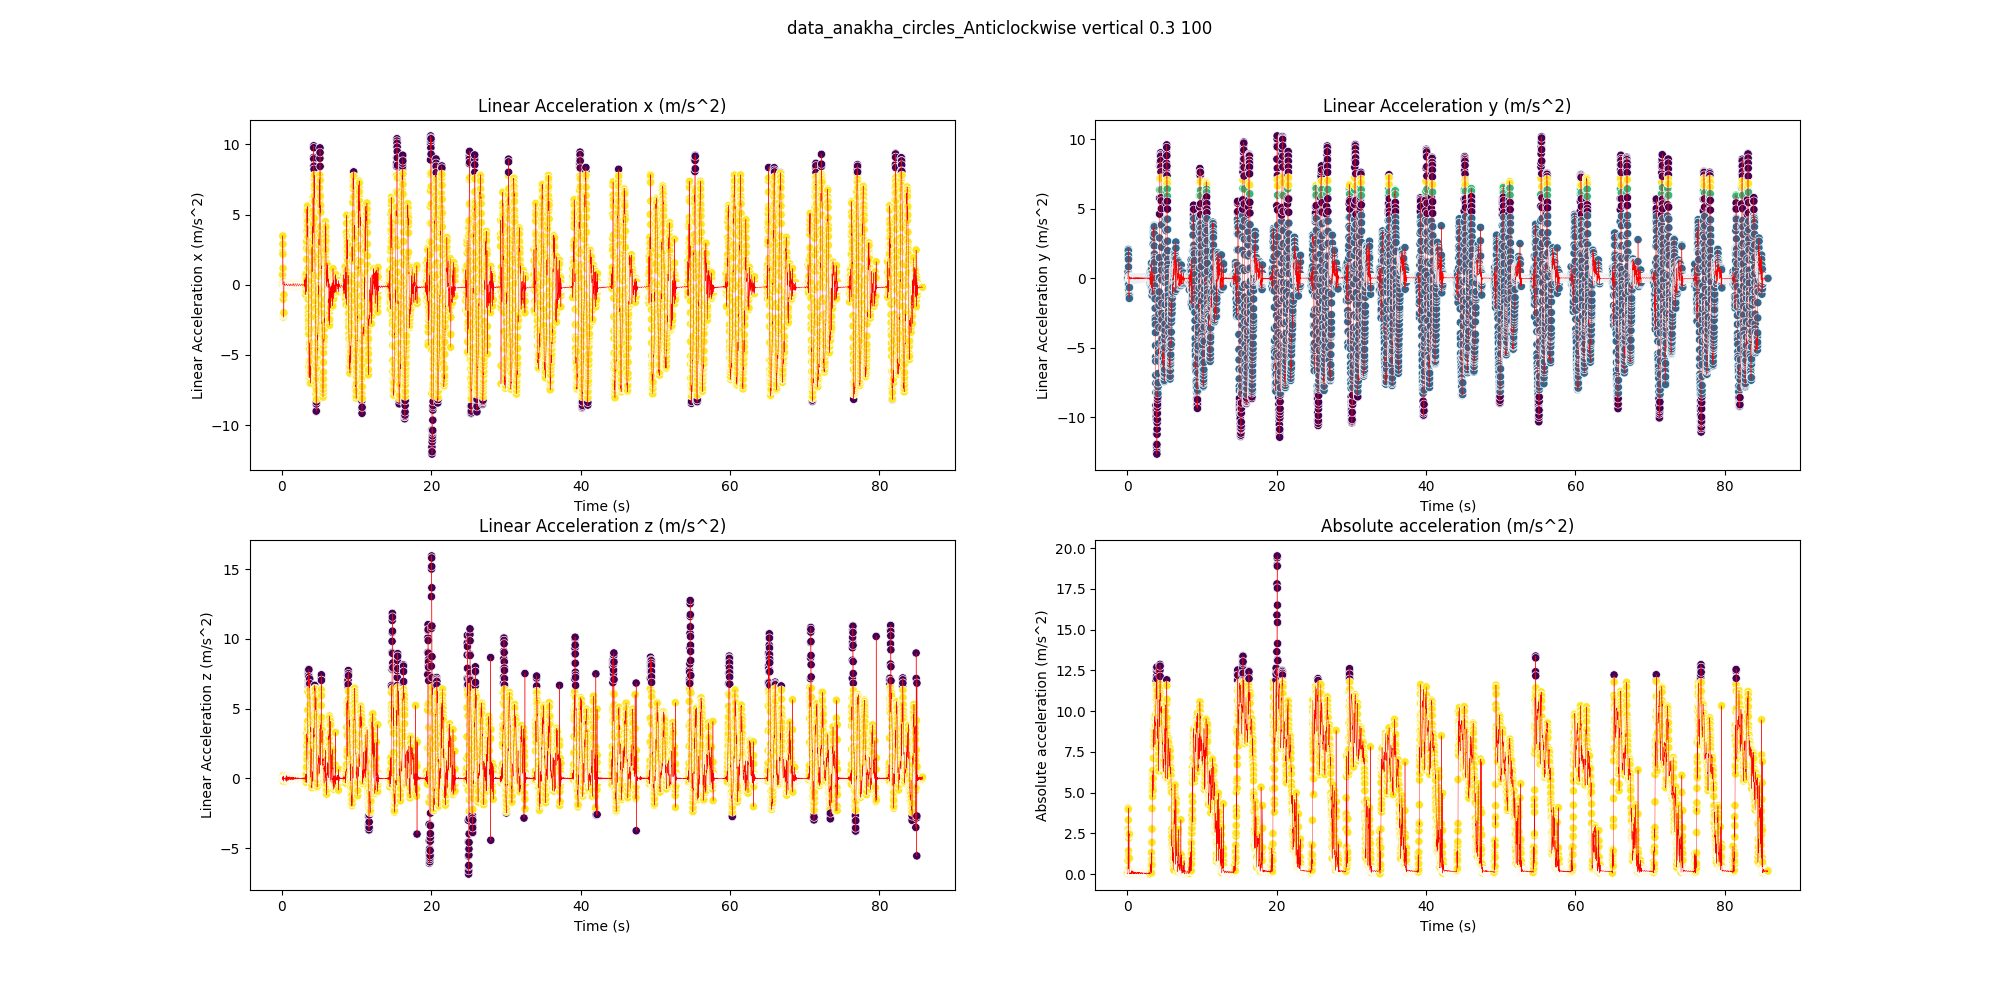 data_anakha_circles_Anticlockwise vertical 0.3 100
Linear Acceleration x (m/s^2)
Linear Acceleration x (m/s^2)
10
5
0
−5
−10
0 20 40 60 80
Time (s)
Linear Acceleration y (m/s^2)
Linear Acceleration y (m/s^2)
10
5
0
−5
−10
0 20 40 60 80
Time (s)
Linear Acceleration z (m/s^2)
Linear Acceleration z (m/s^2)
15
10
5
0
−5
0 20 40 60 80
Time (s)
Absolute acceleration (m/s^2)
Absolute acceleration (m/s^2)
20.0
17.5
15.0
12.5
10.0
7.5
5.0
2.5
0.0
0 20 40 60 80
Time (s)